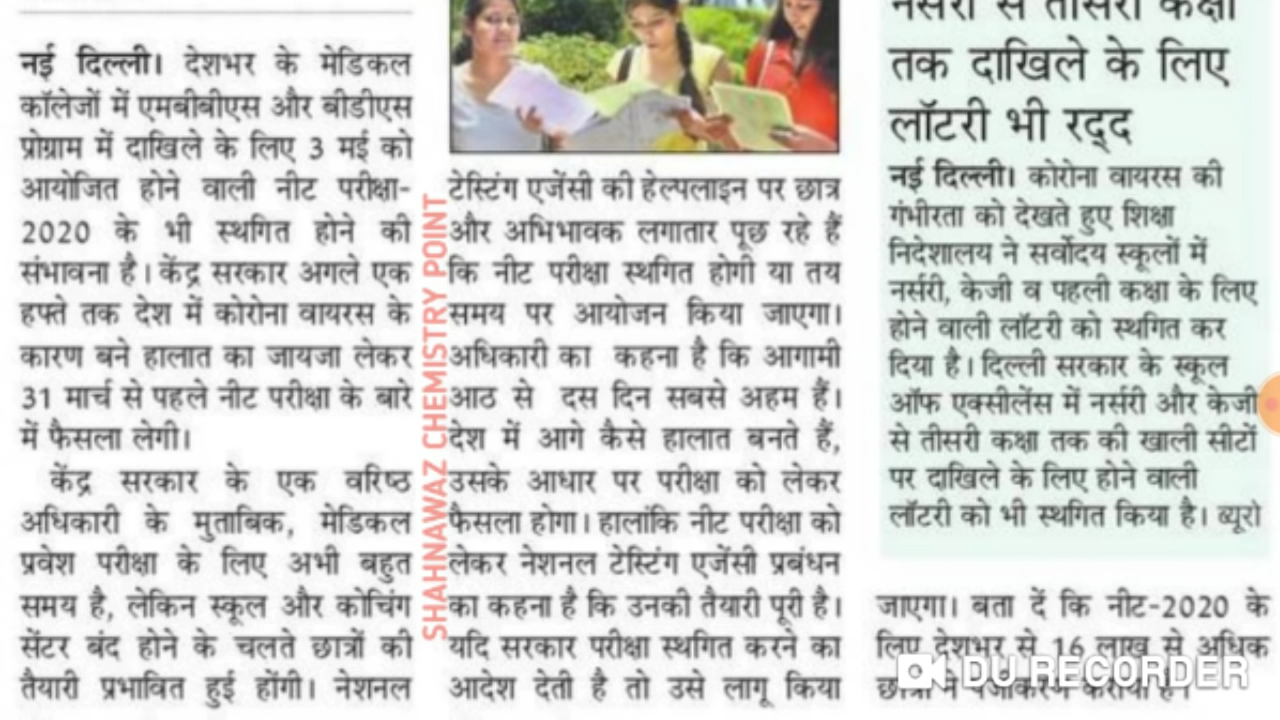 नई दिल्ली। देशभर के मेडिकल
कॉलेजों में एमबीबीएस और बीडीएस
प्रोग्राम में दाखिले के लिए 3 मई को
आयोजित होने वाली नीट परीक्षा-
2020 के भी स्थगित होने की
संभावना है। केंद्र सरकार अगले एक
हफ्ते तक देश में कोरोना वायरस के
कारण बने हालात का जायजा लेकर
31 मार्च से पहले नीट परीक्षा के बारे
में फैसला लेगी।
केंद्र सरकार के एक वरिष्ठ
अधिकारी के मुताबिक, मेडिकल
प्रवेश परीक्षा के लिए अभी बहुत
समय है, लेकिन स्कूल और कोचिंग
सेंटर बंद होने के चलते छात्रों की
तैयारी प्रभावित हुई होंगी। नेशनल
SHAHNAWAZ CHEMISTRY POINT
टेस्टिंग एजेंसी की हेल्पलाइन पर छात्र
और अभिभावक लगातार पूछ रहे हैं
कि नीट परीक्षा स्थगित होगी या तय
समय पर आयोजन किया जाएगा।
अधिकारी का कहना है कि आगामी
आठ से दस दिन सबसे अहम हैं।
देश में आगे कैसे हालात बनते हैं,
उसके आधार पर परीक्षा को लेकर
फैसला होगा। हालांकि नीट परीक्षा को
लेकर नेशनल टेस्टिंग एजेंसी प्रबंधन
का कहना है कि उनकी तैयारी पूरी है।
यदि सरकार परीक्षा स्थगित करने का
आदेश देती है तो उसे लागू किया
नर्सरी से तीसरी कक्षा
तक दाखिले के लिए
लॉटरी भी रद्द
नई दिल्ली। कोरोना वायरस की
गंभीरता को देखते हुए शिक्षा
निदेशालय ने सर्वोदय स्कूलों में
नर्सरी, केजी व पहली कक्षा के लिए
होने वाली लॉटरी को स्थगित कर
दिया है। दिल्ली सरकार के स्कूल
ऑफ एक्सीलेंस में नर्सरी और केजी
से तीसरी कक्षा तक की खाली सीटों
पर दाखिले के लिए होने वाली
लॉटरी को भी स्थगित किया है। ब्यूरो
जाएगा। बता दें कि नीट-2020 के
लिए देशभर से 16 लाख से अधिक
छात्रों ने पंजीकरण कराया है।
DU RECORDER